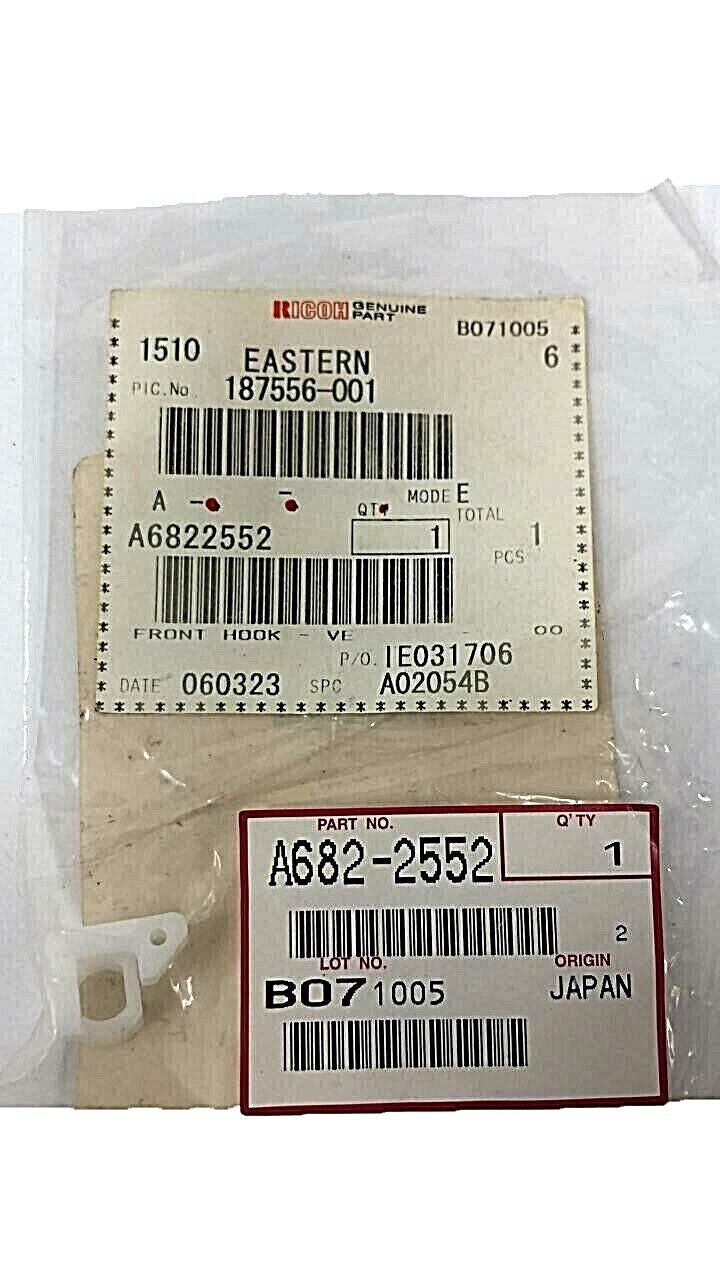 RICOH GENUINE PART
B071005
1510 EASTERN 6
PIC.No. 187556-001
A - -
MODE E
QTY TOTAL
A6822552 1 1
PCS
FRONT HOOK - VE - 00
P/O. IE031706
DATE 060323 SPC A02054B
PART NO. Q'TY
A682-2552 1
2
LOT NO. ORIGIN
B071005 JAPAN